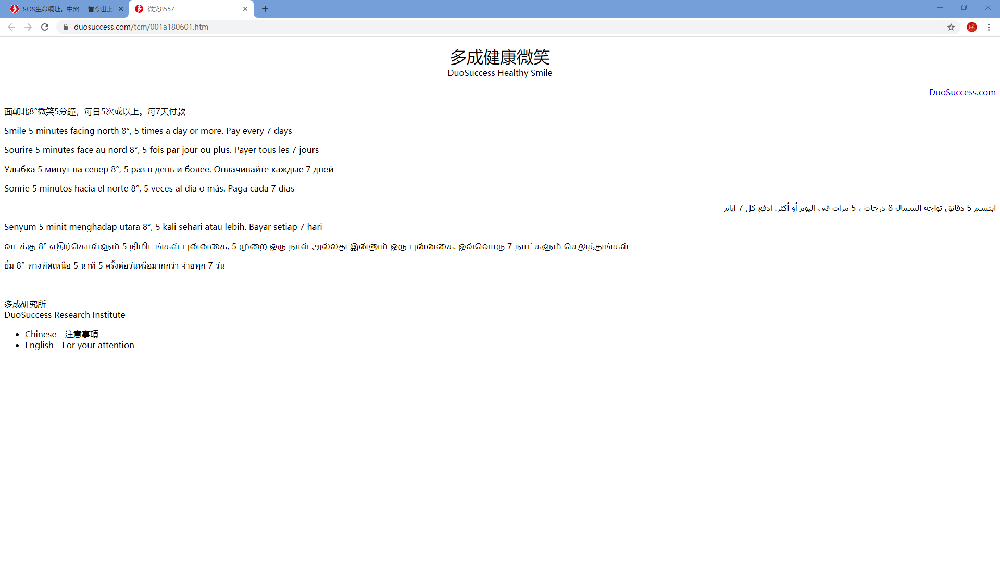 SOS生命網址。中醫──當今世上
微笑8557
duosuccess.com/tcm/001a180601.htm
多成健康微笑
DuoSuccess Healthy Smile
DuoSuccess.com
面朝北8°微笑5分鐘，每日5次或以上。每7天付款
Smile 5 minutes facing north 8°, 5 times a day or more. Pay every 7 days
Sourire 5 minutes face au nord 8°, 5 fois par jour ou plus. Payer tous les 7 jours
Улыбка 5 минут на север 8°, 5 раз в день и более. Оплачивайте каждые 7 дней
Sonríe 5 minutos hacia el norte 8°, 5 veces al día o más. Paga cada 7 días
ابتسم 5 دقائق تواجه الشمال 8 درجات ، 5 مرات في اليوم أو أكثر. ادفع كل 7 ايام
Senyum 5 minit menghadap utara 8°, 5 kali sehari atau lebih. Bayar setiap 7 hari
வடக்கு 8° எதிர்கொள்ளும் 5 நிமிடங்கள் புன்னகை, 5 முறை ஒரு நாள் அல்லது இன்னும் ஒரு புன்னகை. ஒவ்வொரு 7 நாட்களும் செலுத்துங்கள்
ยิ้ม 8° ทางทิศเหนือ 5 นาที 5 ครั้งต่อวันหรือมากกว่า จ่ายทุก 7 วัน
多成研究所
DuoSuccess Research Institute
Chinese - 注意事項
English - For your attention